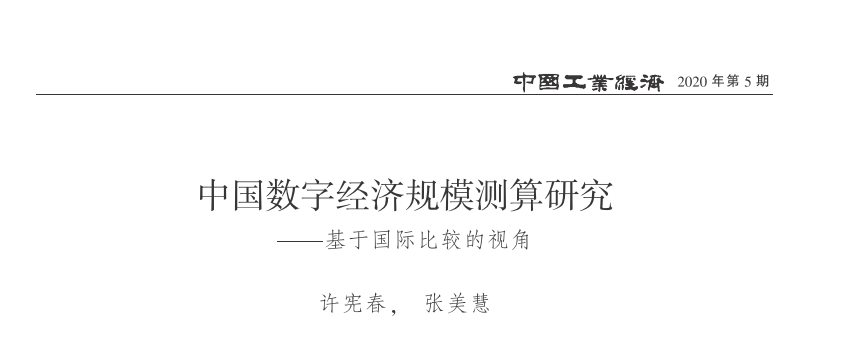 中國工業經濟 2020 年第 5 期
中国数字经济规模测算研究
——基于国际比较的视角
许宪春， 张美慧